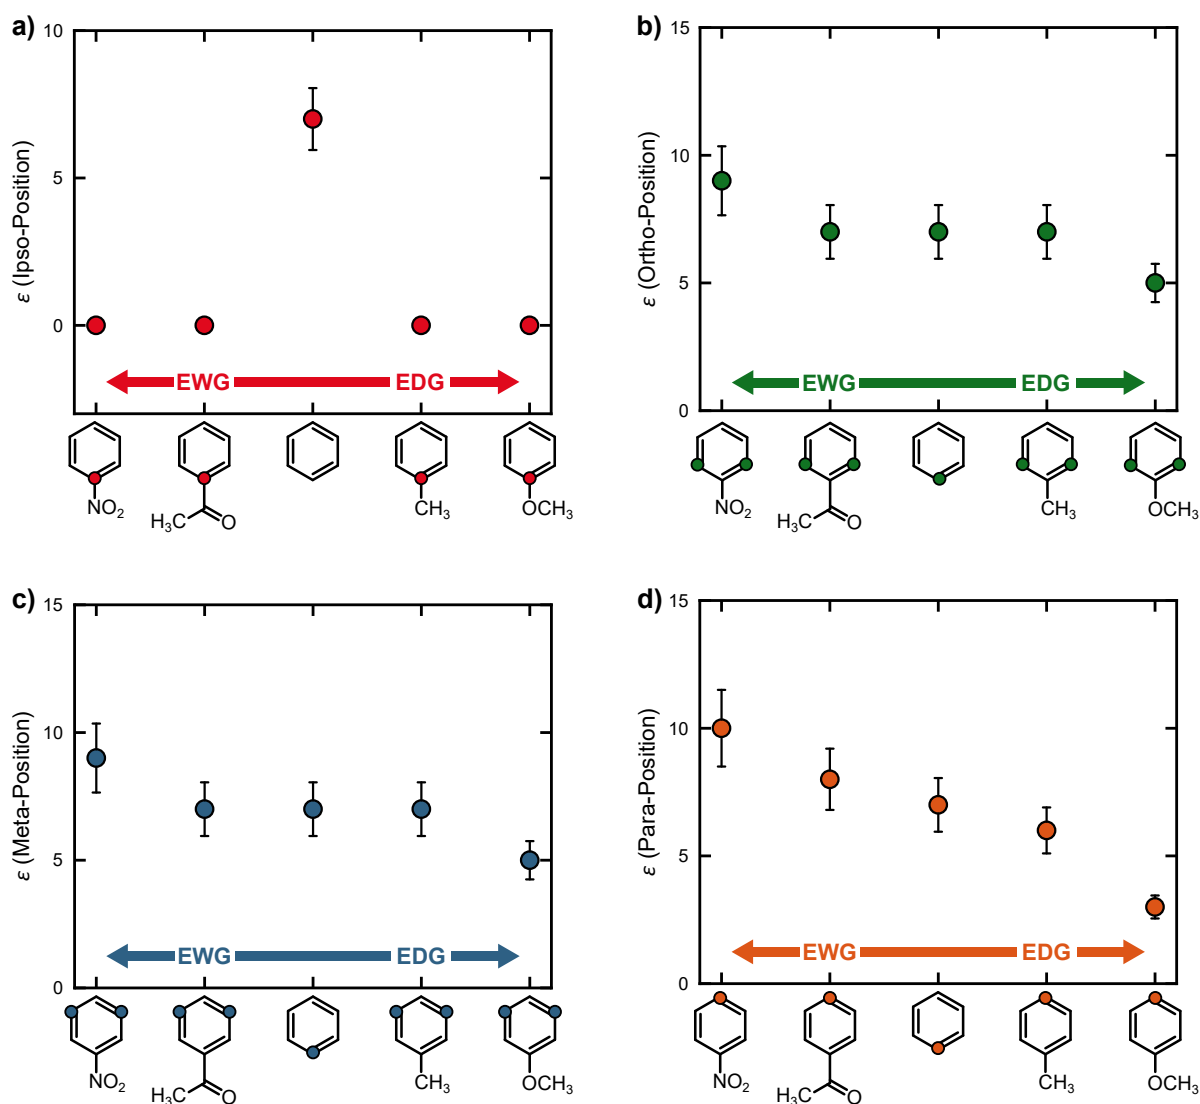 a)
10
5
0
ε (Ipso-Position)
EWG
EDG
NO₂
H₃C
O
CH₃
OCH₃
b)
15
10
5
0
ε (Ortho-Position)
EWG
EDG
NO₂
H₃C
O
CH₃
OCH₃
c)
15
10
5
0
ε (Meta-Position)
EWG
EDG
NO₂
H₃C
O
CH₃
OCH₃
d)
15
10
5
0
ε (Para-Position)
EWG
EDG
NO₂
H₃C
O
CH₃
OCH₃